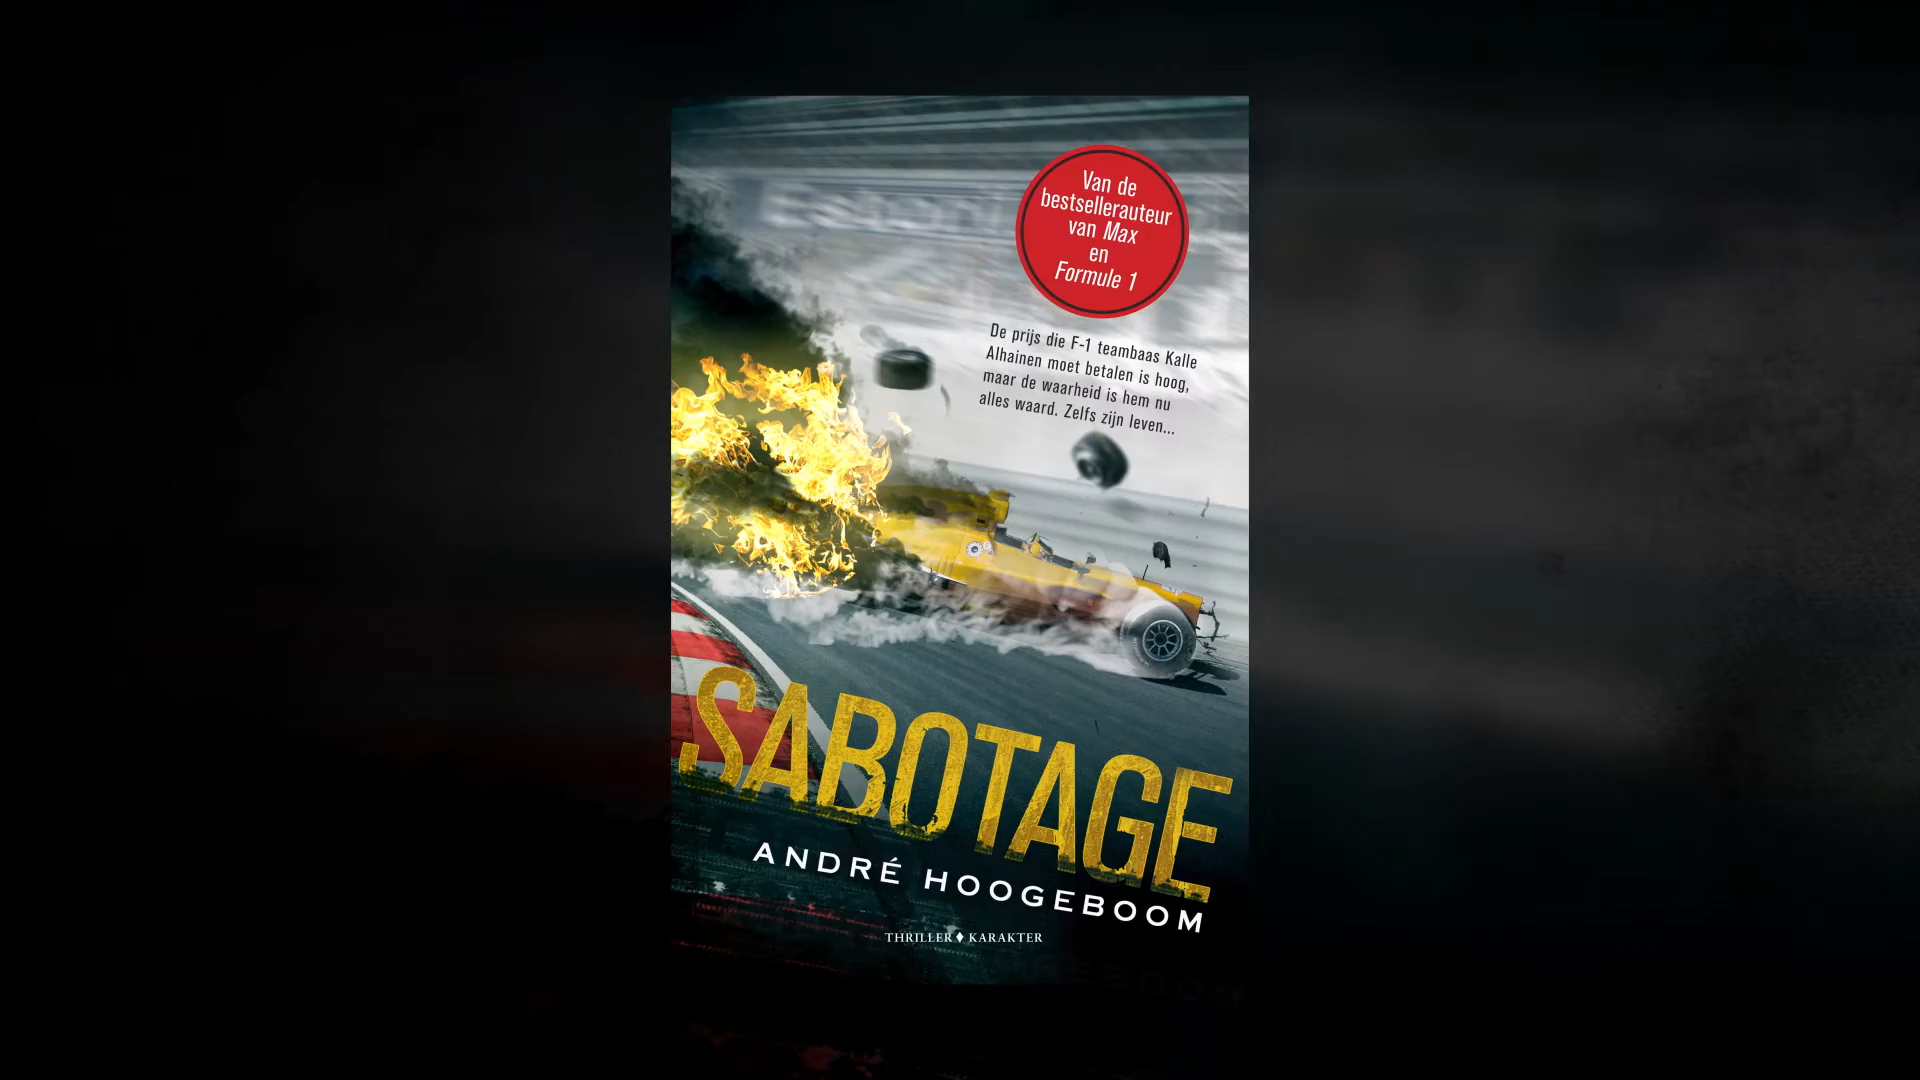 Van de
bestsellerauteur
van Max
en
Formule 1
De prijs die F-1 teambaas Kalle
Alhainen moet betalen is hoog,
maar de waarheid is hem nu
alles waard. Zelfs zijn leven...
SABOTAGE
ANDRÉ HOOGEBOOM
THRILLER♦KARAKTER